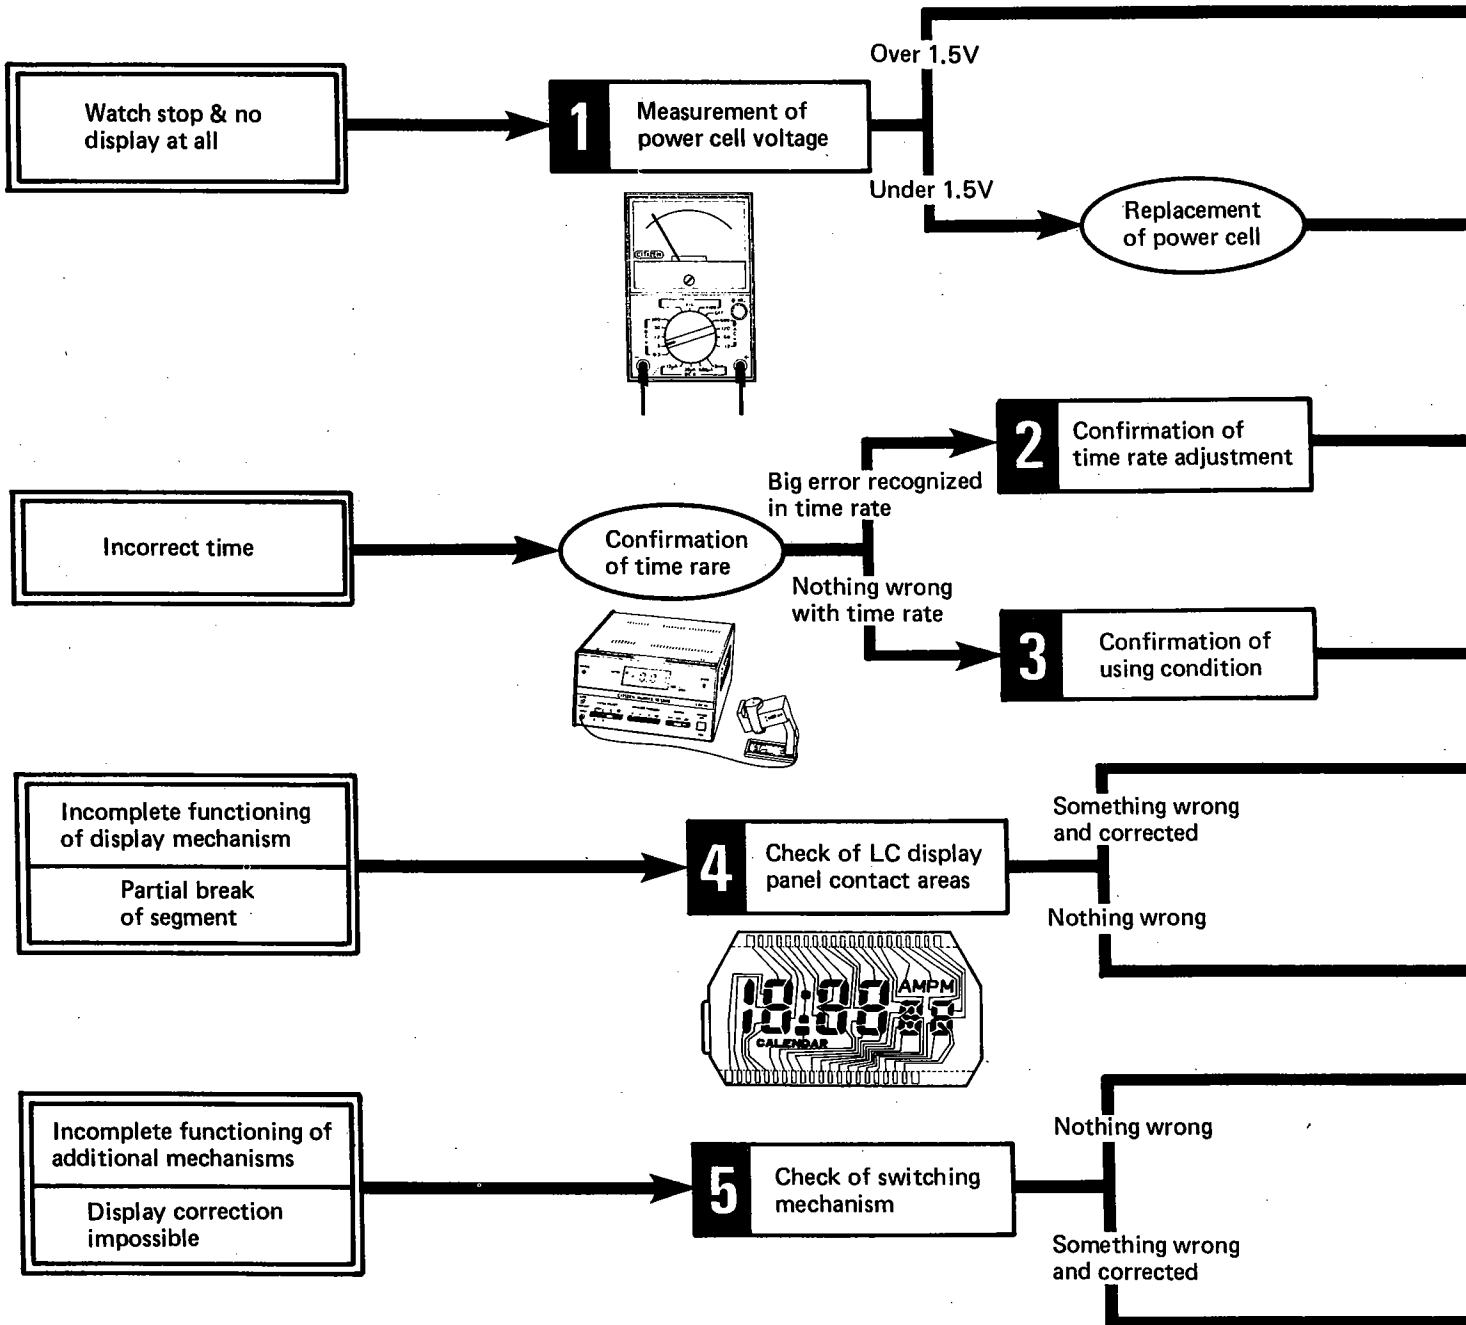 Over 1.5V
Watch stop & no
display at all
1
Measurement of
power cell voltage
Under 1.5V
Replacement
of power cell
CITIZEN
2
Confirmation of
time rate adjustment
Big error recognized
in time rate
Incorrect time
Confirmation
of time rare
Nothing wrong
with time rate
3
Confirmation of
using condition
Incomplete functioning
of display mechanism
Partial break
of segment
4
Check of LC display
panel contact areas
Something wrong
and corrected
Nothing wrong
AMPM
18:88
CALENDAR
Incomplete functioning of
additional mechanisms
Display correction
impossible
5
Check of switching
mechanism
Nothing wrong
Something wrong
and corrected